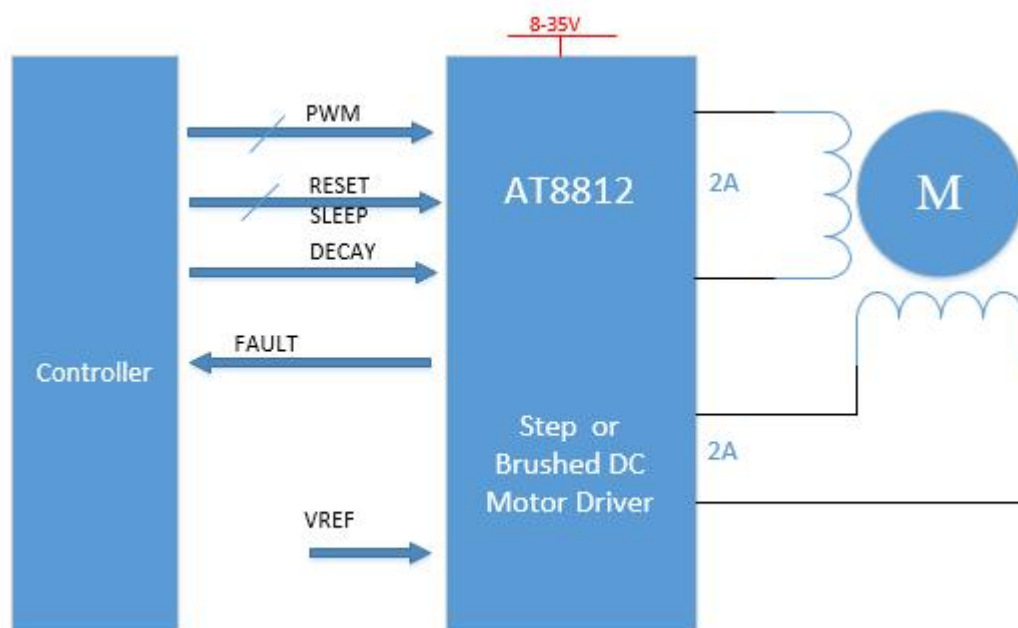 8-35V
PWM
RESET
SLEEP
DECAY
FAULT
Controller
VREF
AT8812
Step or
Brushed DC
Motor Driver
2A
2A
M